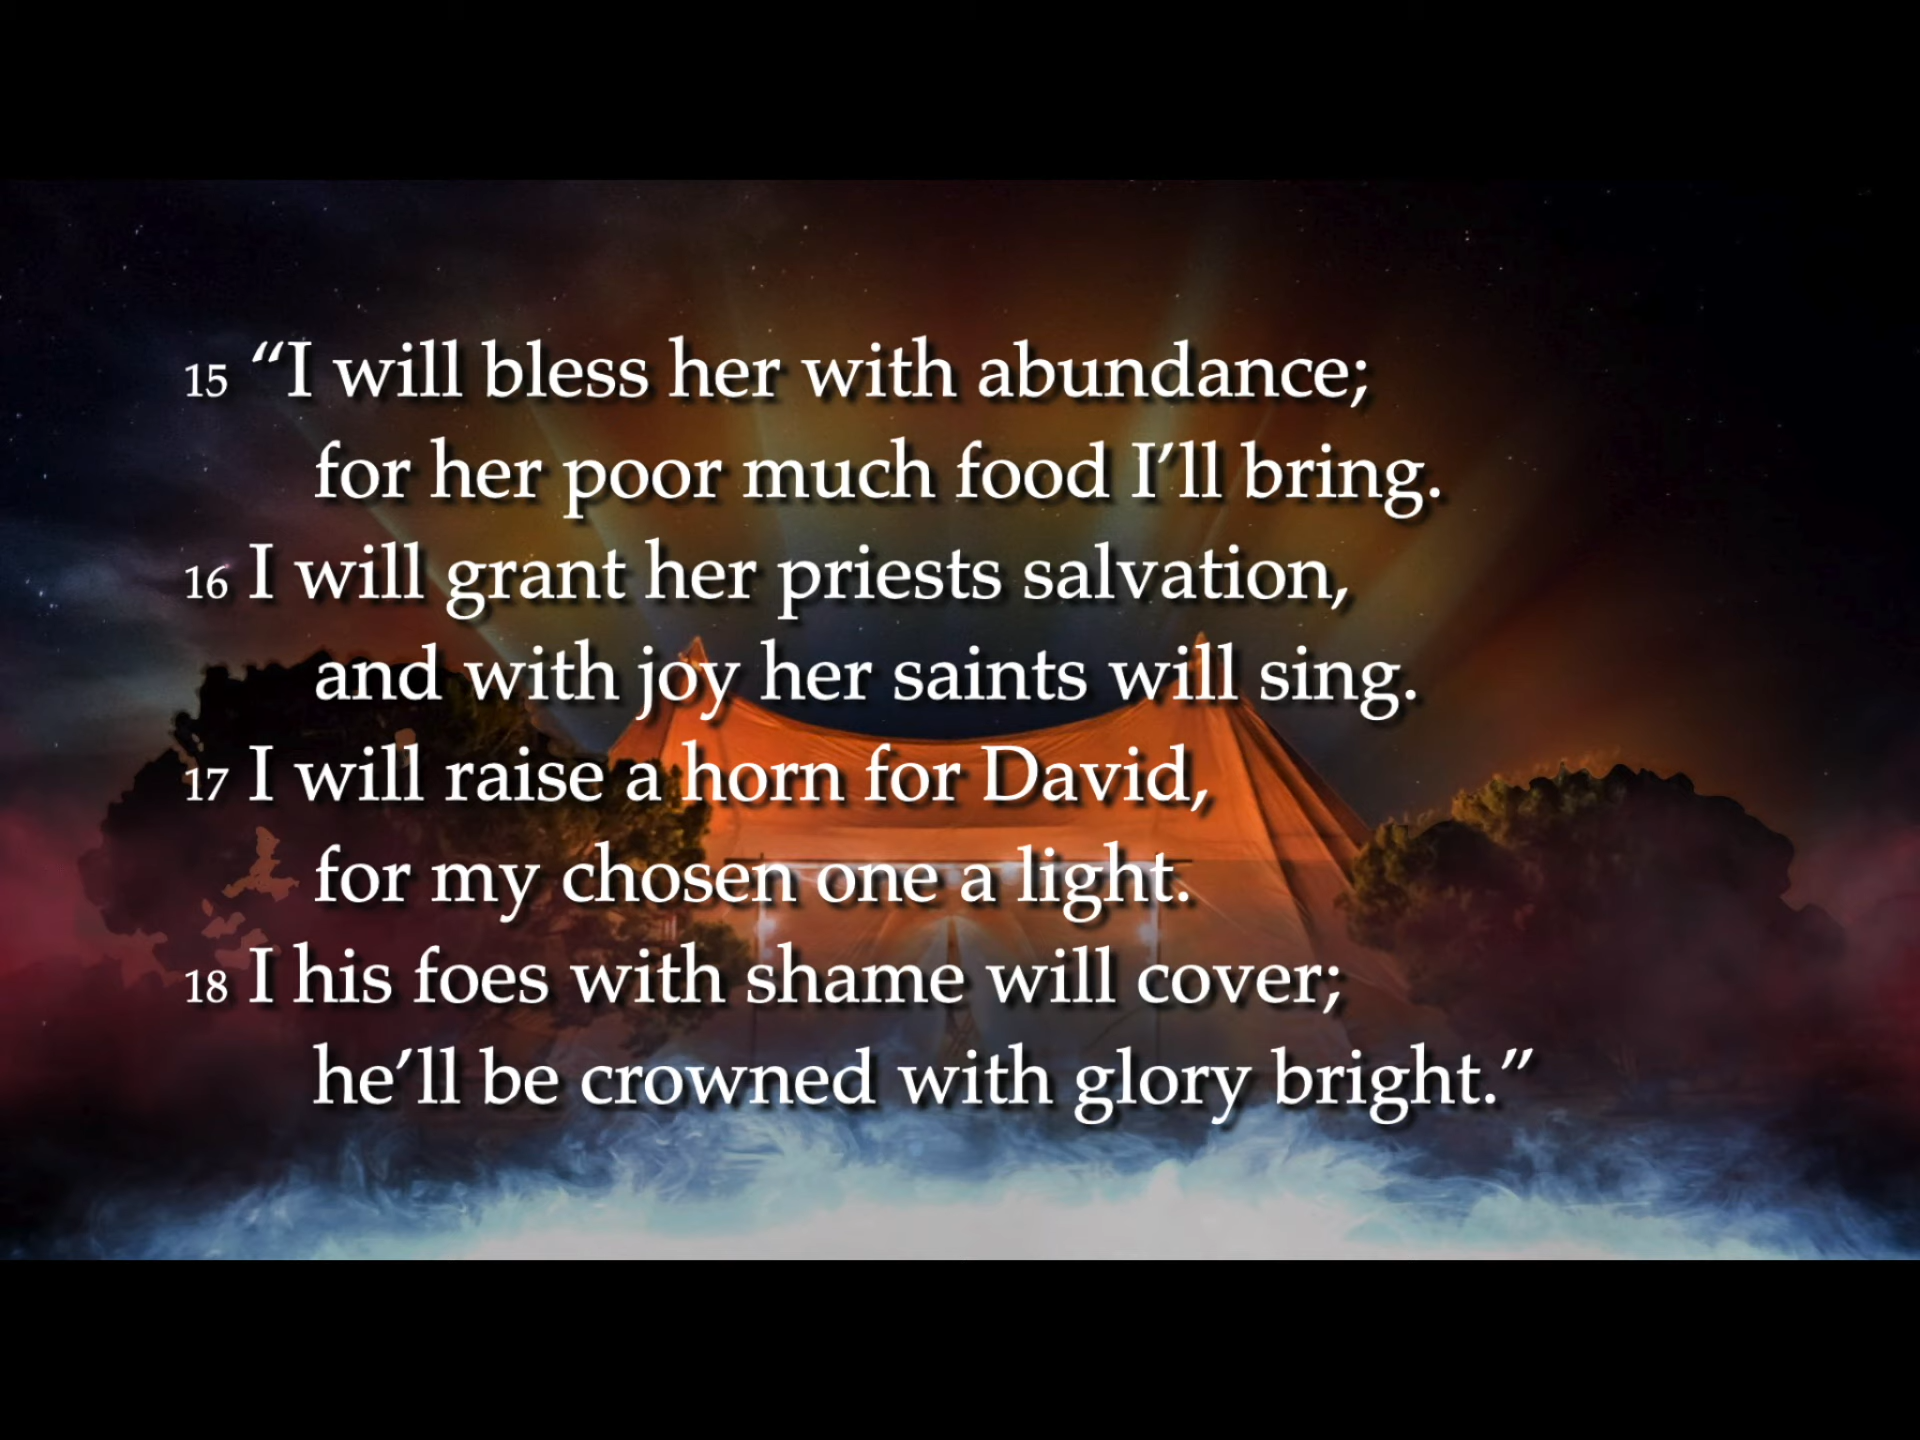 15 “I will bless her with abundance;
for her poor much food I’ll bring.
16 I will grant her priests salvation,
and with joy her saints will sing.
17 I will raise a horn for David,
for my chosen one a light.
18 I his foes with shame will cover;
he’ll be crowned with glory bright.”